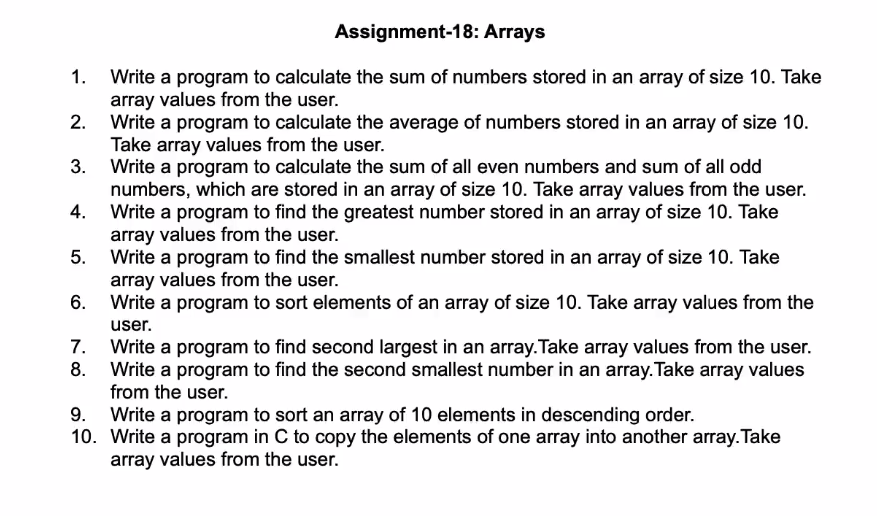 Assignment-18: Arrays
1. Write a program to calculate the sum of numbers stored in an array of size 10. Take
array values from the user.
2. Write a program to calculate the average of numbers stored in an array of size 10.
Take array values from the user.
3. Write a program to calculate the sum of all even numbers and sum of all odd
numbers, which are stored in an array of size 10. Take array values from the user.
4. Write a program to find the greatest number stored in an array of size 10. Take
array values from the user.
5. Write a program to find the smallest number stored in an array of size 10. Take
array values from the user.
6. Write a program to sort elements of an array of size 10. Take array values from the
user.
7. Write a program to find second largest in an array.Take array values from the user.
8. Write a program to find the second smallest number in an array.Take array values
from the user.
9. Write a program to sort an array of 10 elements in descending order.
10. Write a program in C to copy the elements of one array into another array.Take
array values from the user.